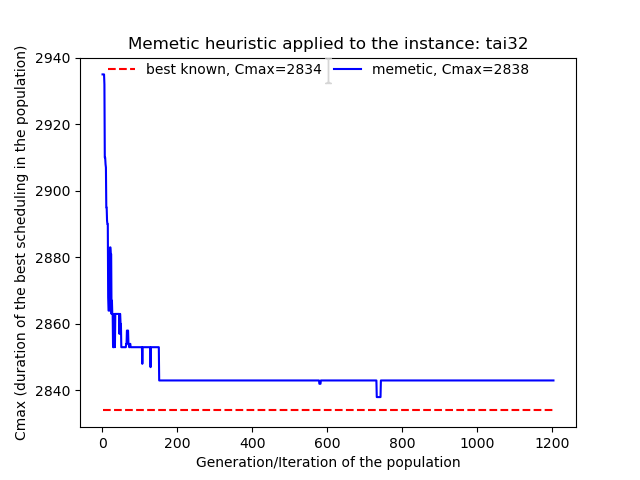 Memetic heuristic applied to the instance: tai32
best known, Cmax=2834
memetic, Cmax=2838
Cmax (duration of the best scheduling in the population)
2940
2920
2900
2880
2860
2840
0 200 400 600 800 1000 1200
Generation/Iteration of the population